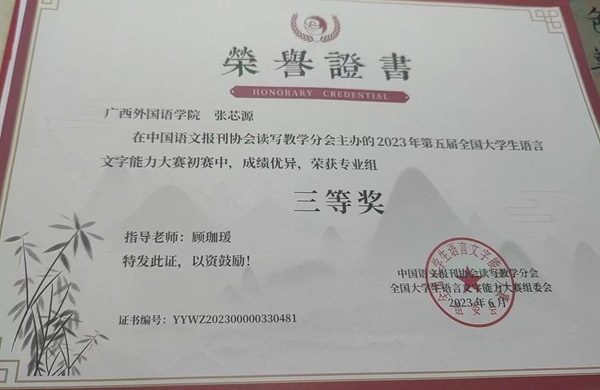 榮譽證書
HONORARY CREDENTIAL
广西外国语学院 张芯源
在中国语文报刊协会读写教学分会主办的2023年第五届全国大学生语言
文字能力大赛初赛中，成绩优异，荣获专业组
三等奖
指导老师：顾珈瑗
特发此证，以资鼓励！
中国语文报刊协会读写教学分会
全国大学生语言文字能力大赛组委会
2023年6月
证书编号：YYWZ202300000330481